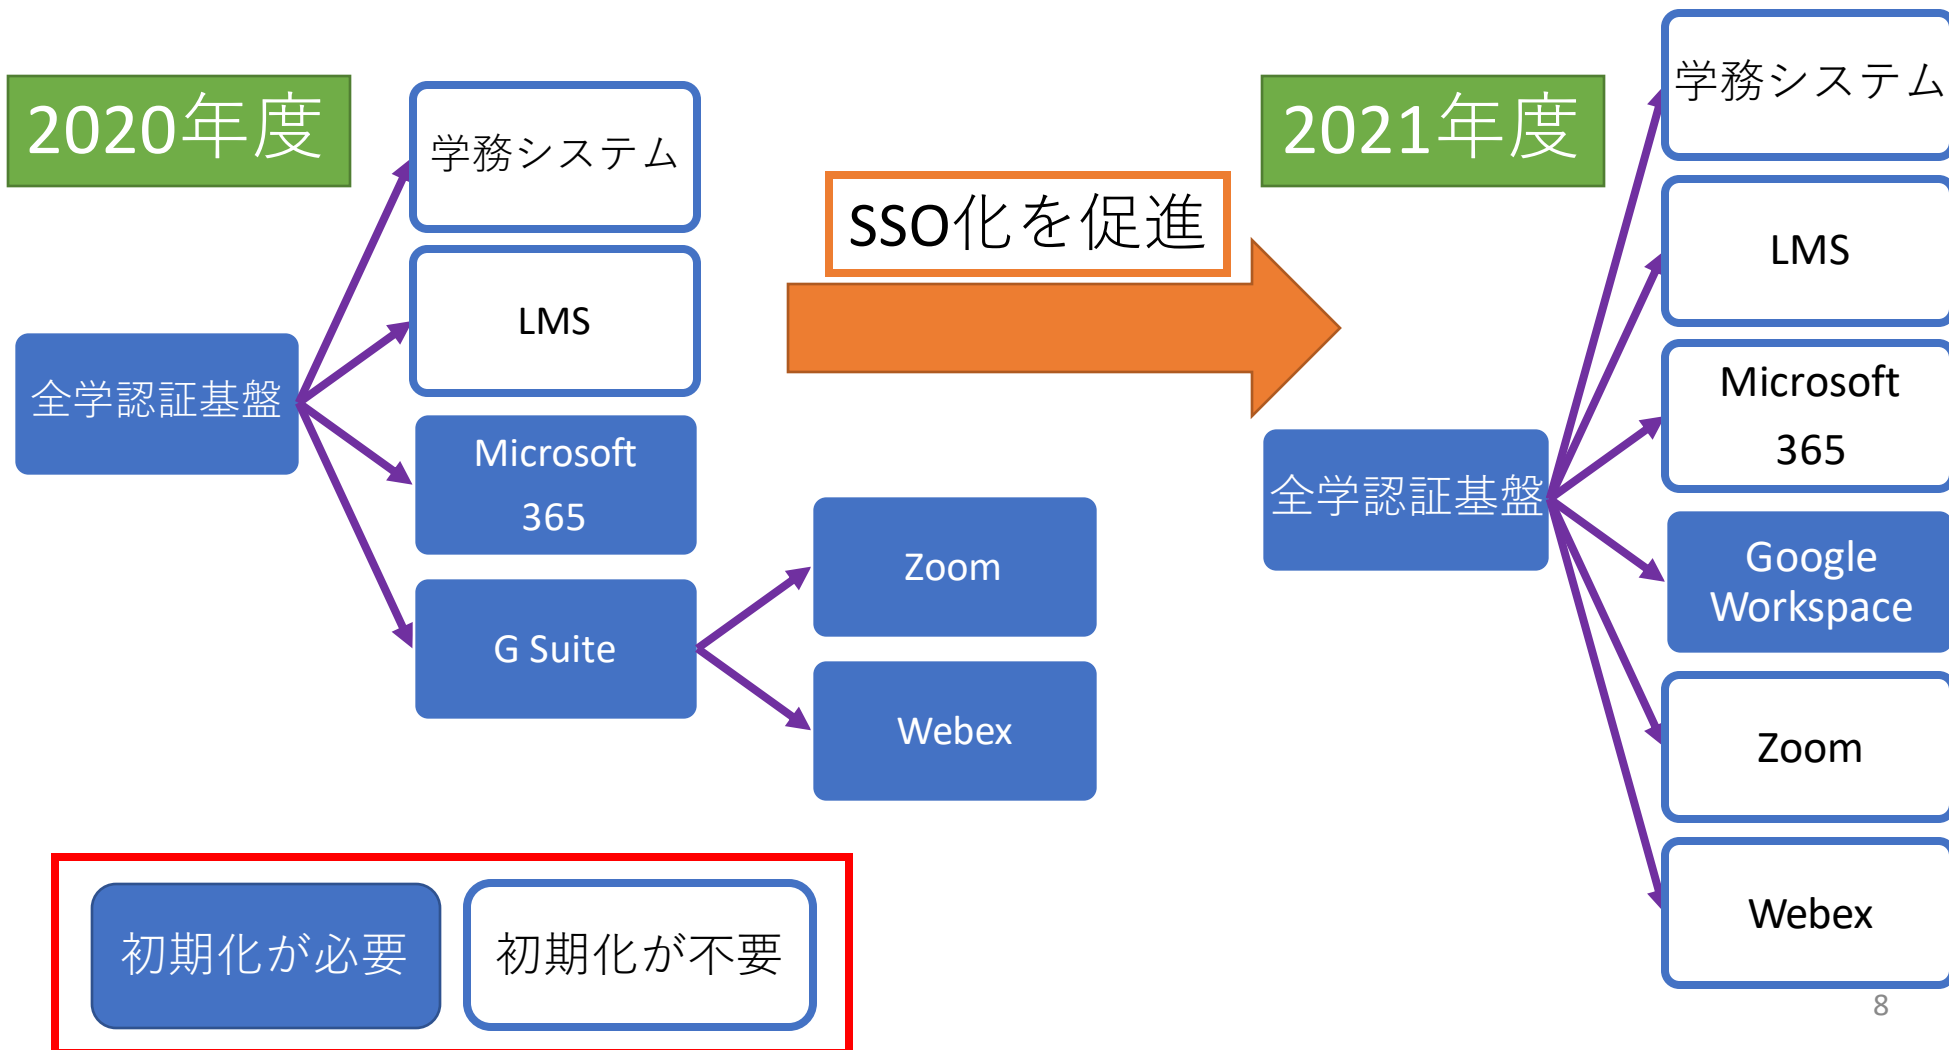 2020年度
学務システム
LMS
全学認証基盤
Microsoft
365
G Suite
Zoom
Webex
SSO化を促進
2021年度
学務システム
LMS
Microsoft
365
全学認証基盤
Google
Workspace
Zoom
Webex
初期化が必要
初期化が不要
8